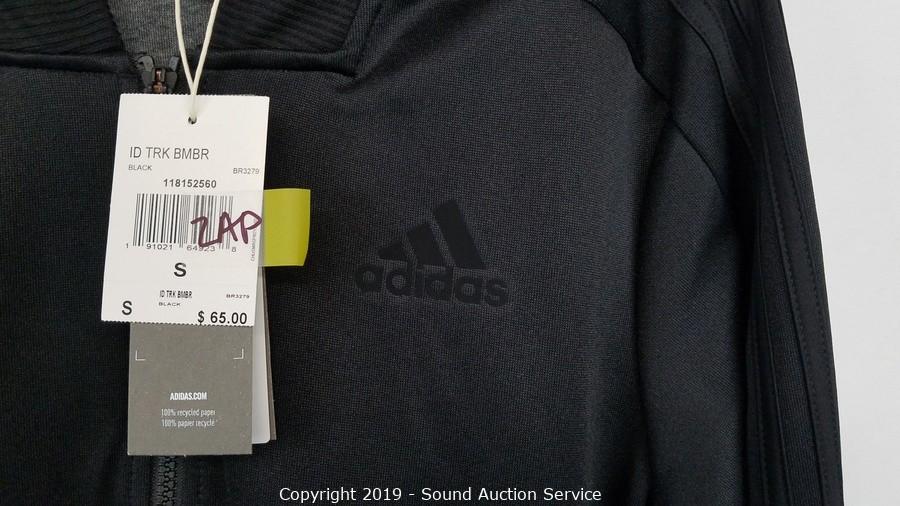 ID TRK BMBR
BLACK BR3279
118152560
ZAP
1 91021 64923 8
S
ID TRK BMBR BR3279
BLACK
S $ 65.00
ADIDAS.COM
100% recycled paper
100% papier recyclé
adidas
Copyright 2019 - Sound Auction Service